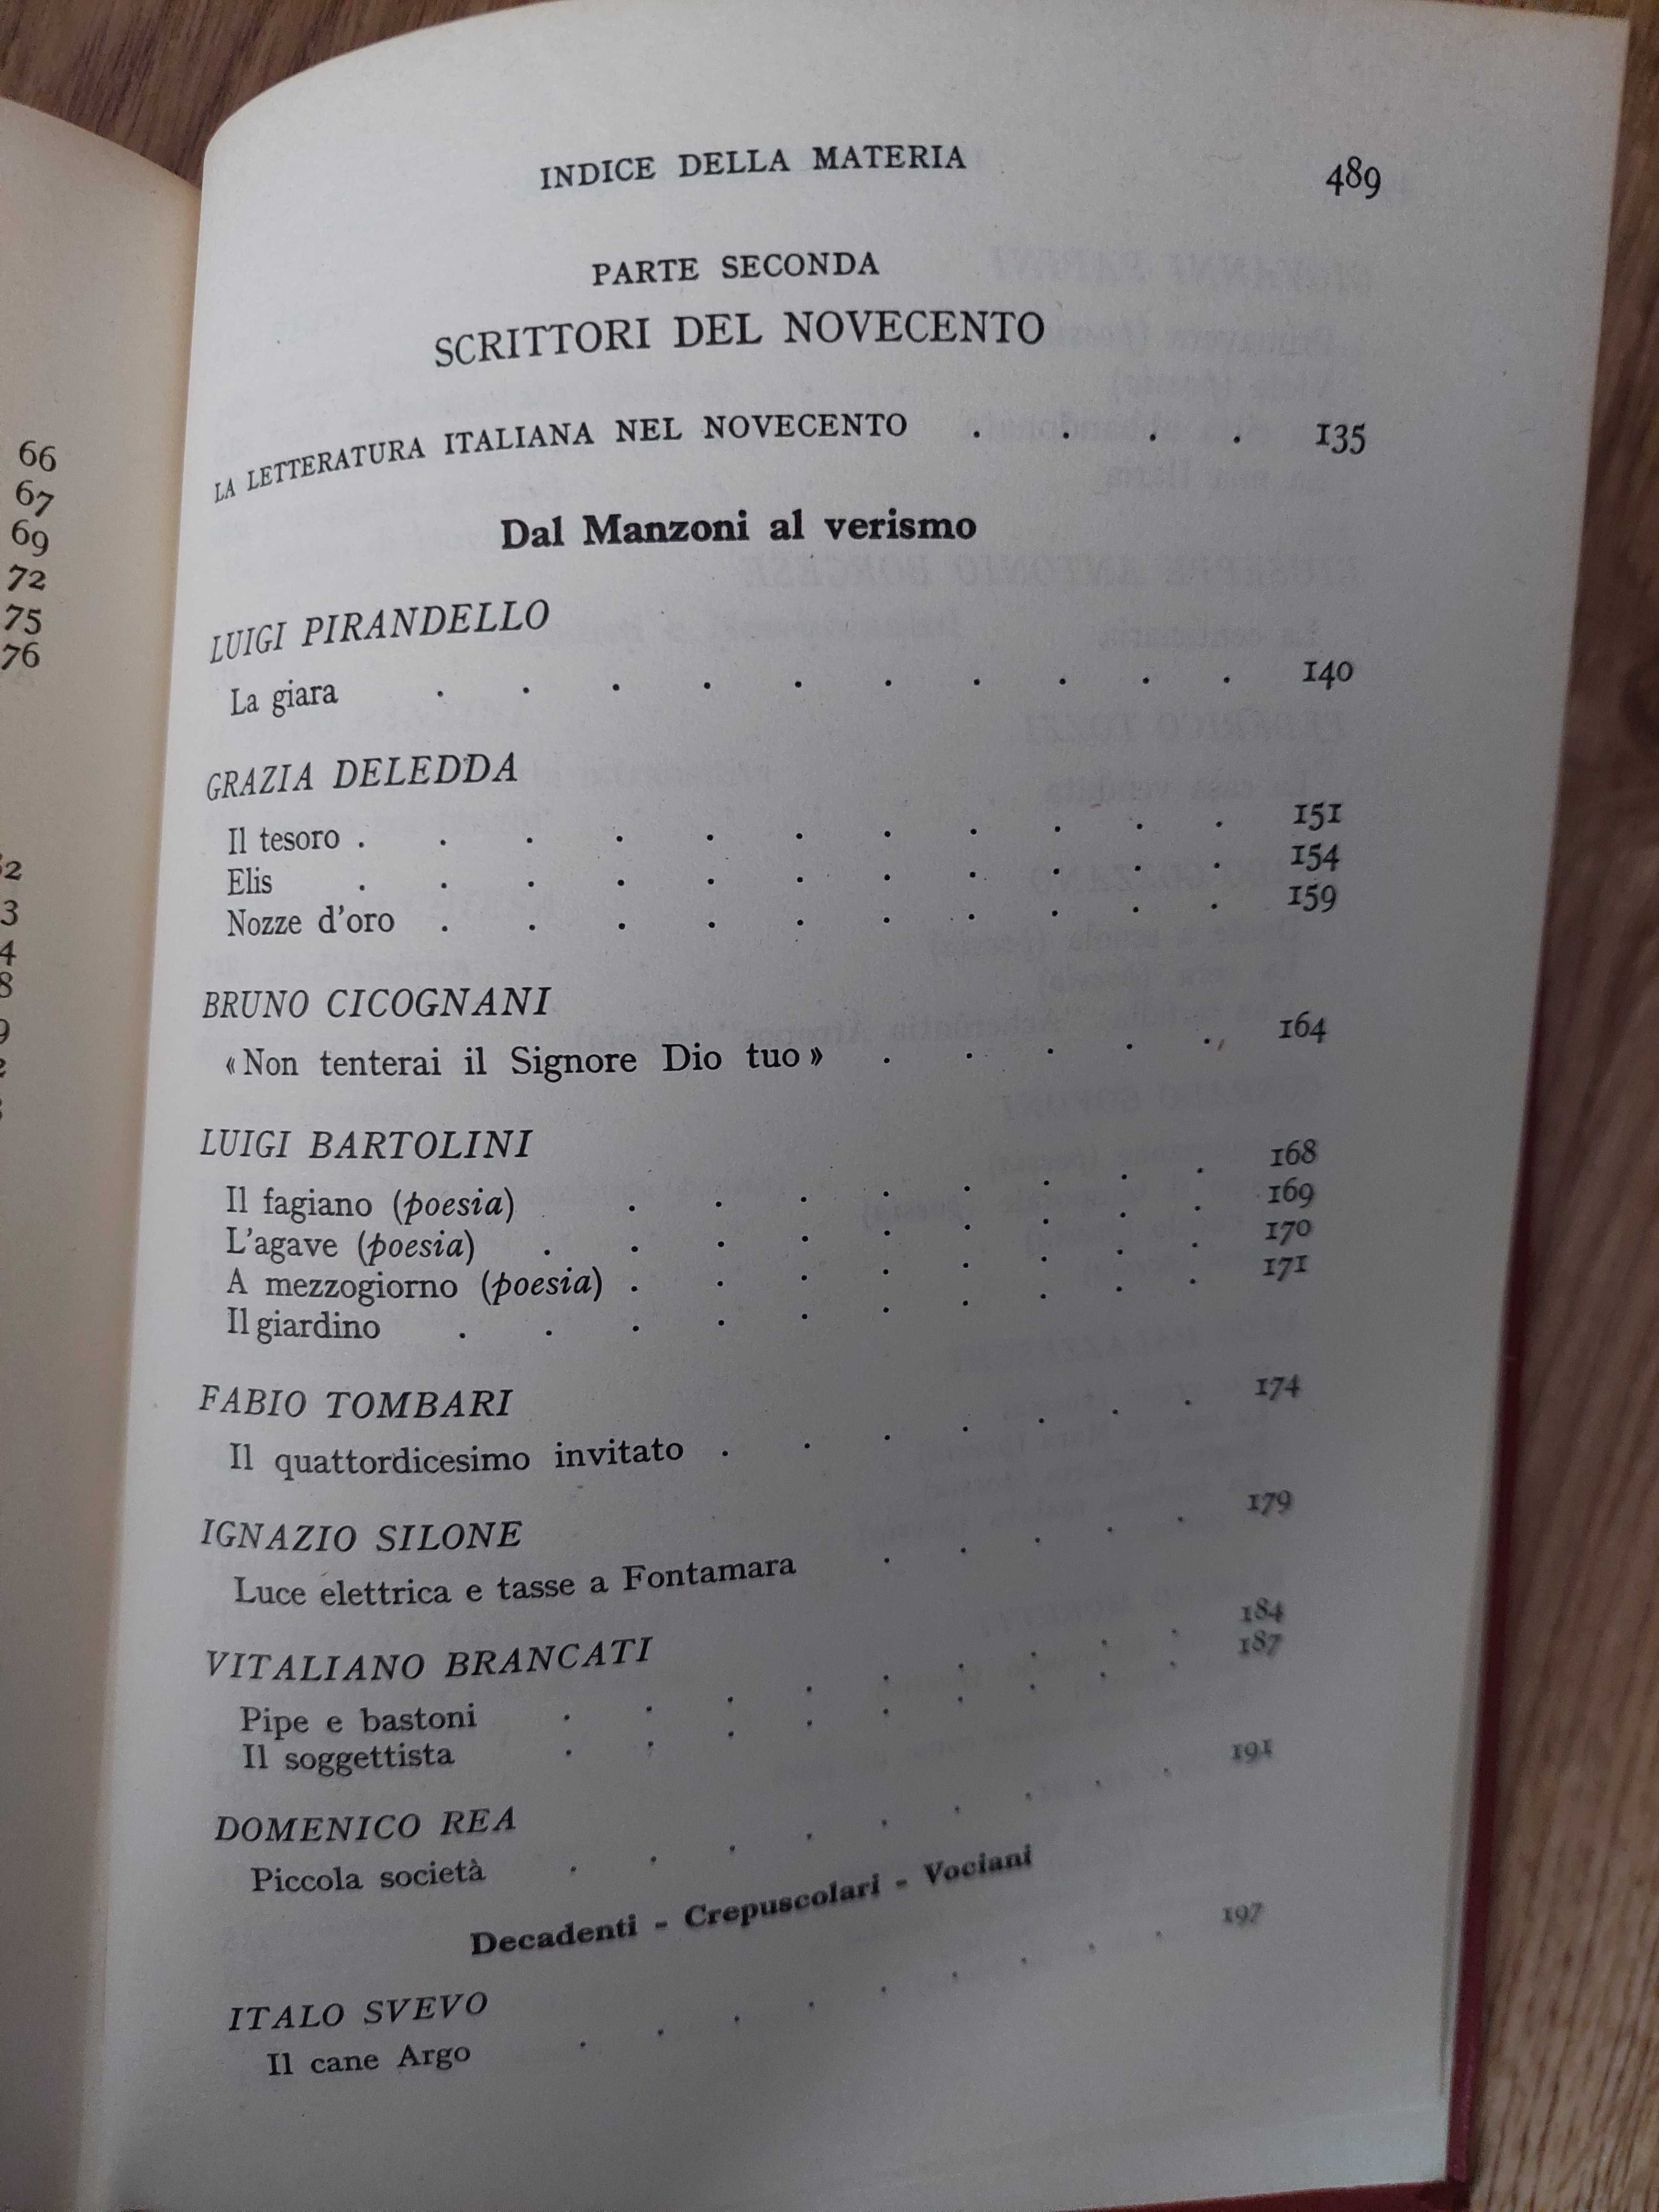 66
67
69
72
75
76
INDICE DELLA MATERIA 489
PARTE SECONDA
SCRITTORI DEL NOVECENTO
LA LETTERATURA ITALIANA NEL NOVECENTO . . . . 135
Dal Manzoni al verismo
LUIGI PIRANDELLO
La giara . . . . . . . . . . 140
GRAZIA DELEDDA
Il tesoro . . . . . . . . . . . 151
Elis . . . . . . . . . . . 154
Nozze d'oro . . . . . . . . . . 159
BRUNO CICOGNANI
« Non tenterai il Signore Dio tuo » . . . . . 164
LUIGI BARTOLINI
Il fagiano (poesia) . . . . . . . 168
L'agave (poesia) . . . . . . . . 169
A mezzogiorno (poesia) . . . . . . . 170
Il giardino . . . . . . . . . 171
FABIO TOMBARI
Il quattordicesimo invitato . . . . . . 174
IGNAZIO SILONE
Luce elettrica e tasse a Fontamara . . . . . 179
VITALIANO BRANCATI
Pipe e bastoni . . . . . . . . 184
Il soggettista . . . . . . . . 187
DOMENICO REA
Piccola società . . . . . . . . 191
Decadenti - Crepuscolari - Vociani
ITALO SVEVO
Il cane Argo . . . . . . . . 197